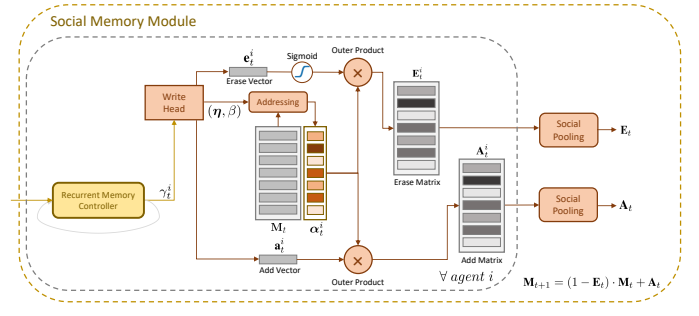 Social Memory Module
Outer Product
e_t^i
Sigmoid
×
E_t^i
Erase Vector
Write
Head
(η, β)
Addressing
Social
Pooling
E_t
A_t^i
Erase Matrix
Recurrent Memory
Controller
γ_t^i
M_t
α_t^i
Social
Pooling
A_t
a_t^i
×
Add Vector
Add Matrix
Outer Product
∀ agent i
M_{t+1} = (1 − E_t) · M_t + A_t